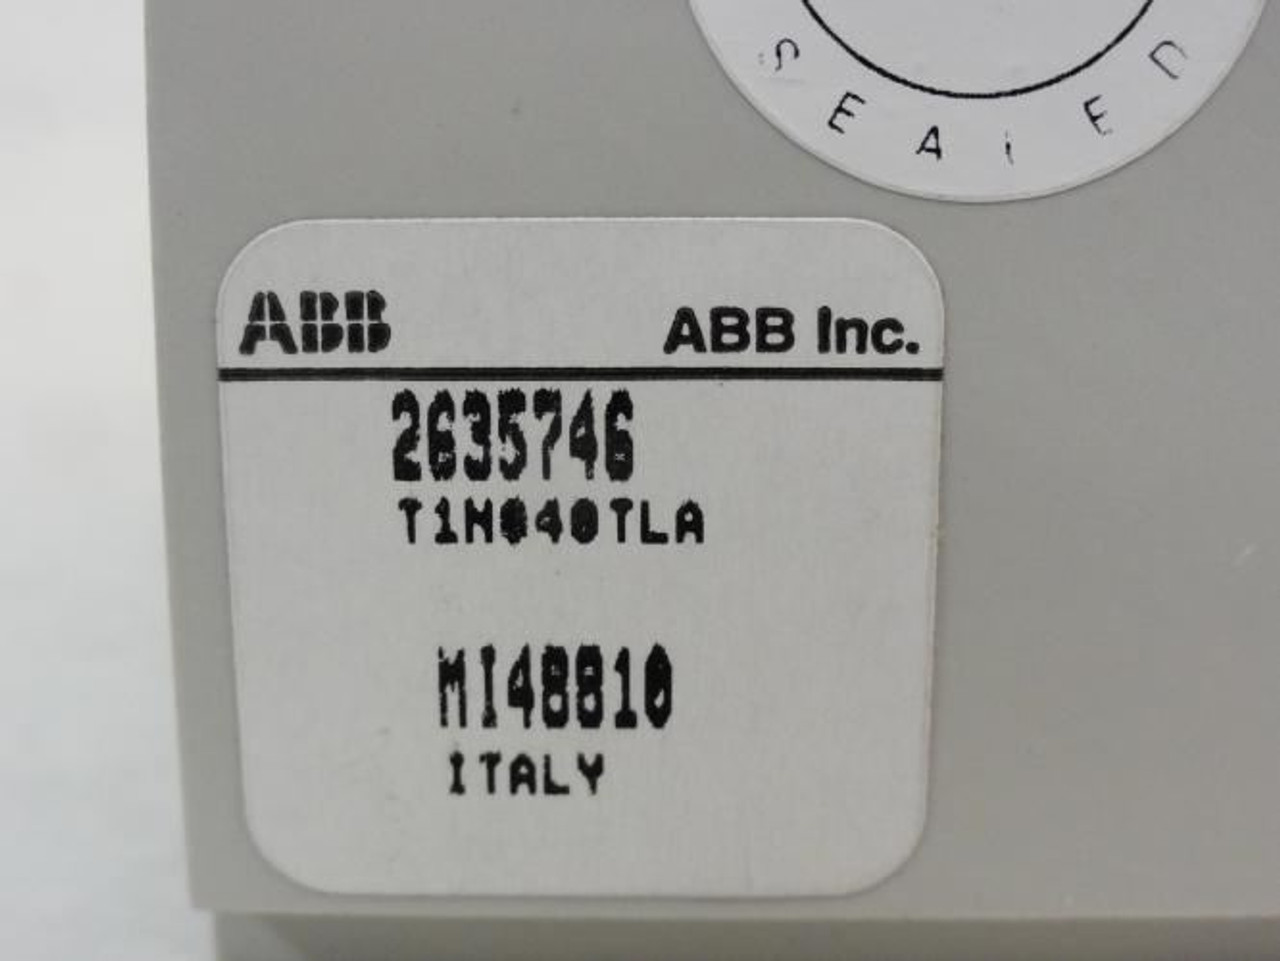 SEALED
ABB ABB Inc.
2635746
T1N040TLA
MI48810
ITALY